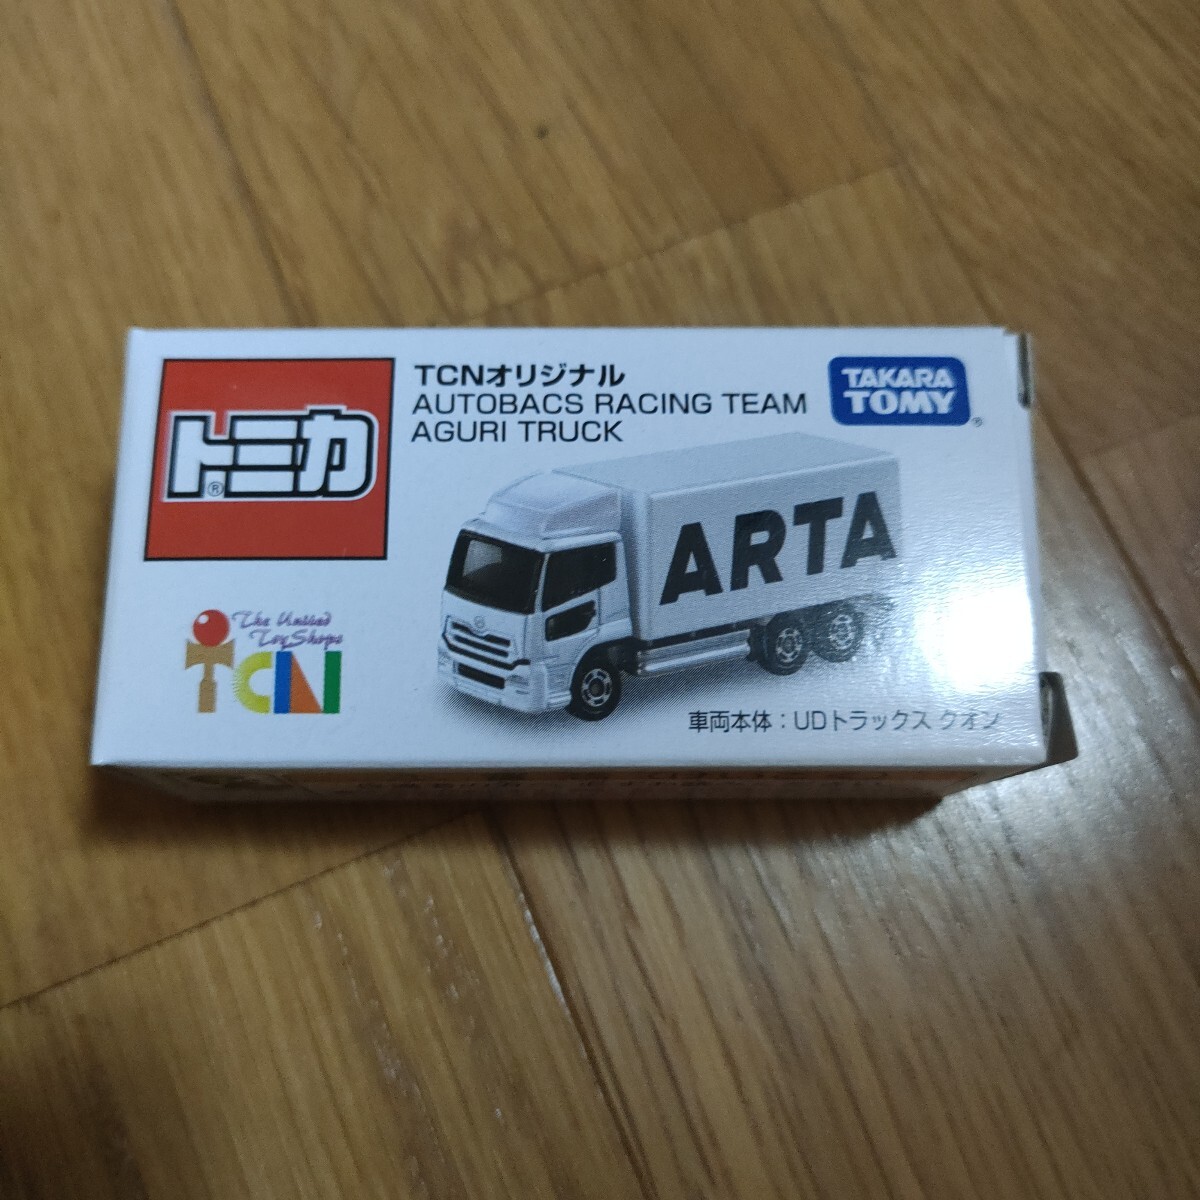 トミカ®
TCNオリジナル
AUTOBACS RACING TEAM
AGURI TRUCK
TAKARA
TOMY®
ARTA
The United
Toy Shops
TCN
車両本体：UDトラックス クオン